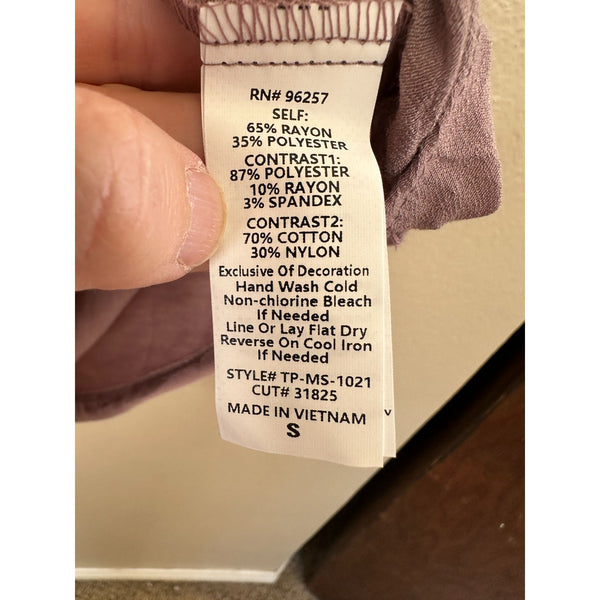 RN# 96257
SELF:
65% RAYON
35% POLYESTER
CONTRAST1:
87% POLYESTER
10% RAYON
3% SPANDEX
CONTRAST2:
70% COTTON
30% NYLON
Exclusive Of Decoration
Hand Wash Cold
Non-chlorine Bleach
If Needed
Line Or Lay Flat Dry
Reverse On Cool Iron
If Needed
STYLE# TP-MS-1021
CUT# 31825
MADE IN VIETNAM
S
V